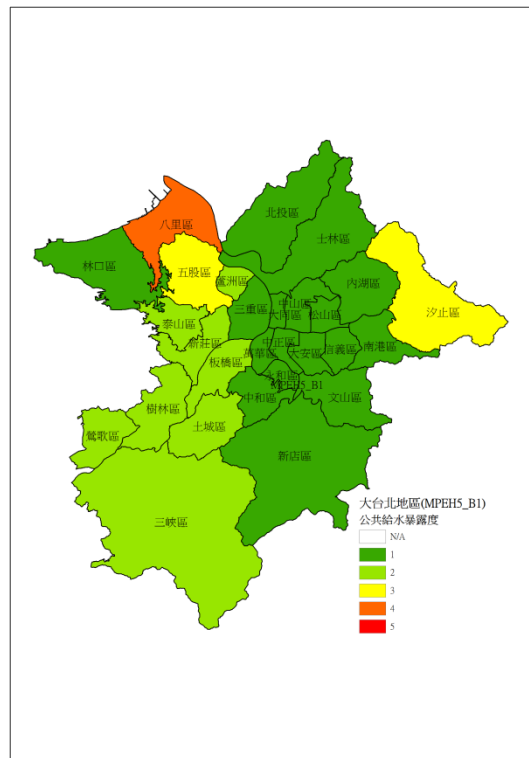 北投區
士林區
八里區
林口區
五股區
蘆洲區
內湖區
汐止區
三重區
中山區
大同區
松山區
泰山區
新莊區
中正區
萬華區
大安區
信義區
南港區
板橋區
永和區
MPEH5_B1
中和區
文山區
樹林區
土城區
鶯歌區
新店區
三峽區
大台北地區(MPEH5_B1)
公共給水暴露度
N/A
1
2
3
4
5